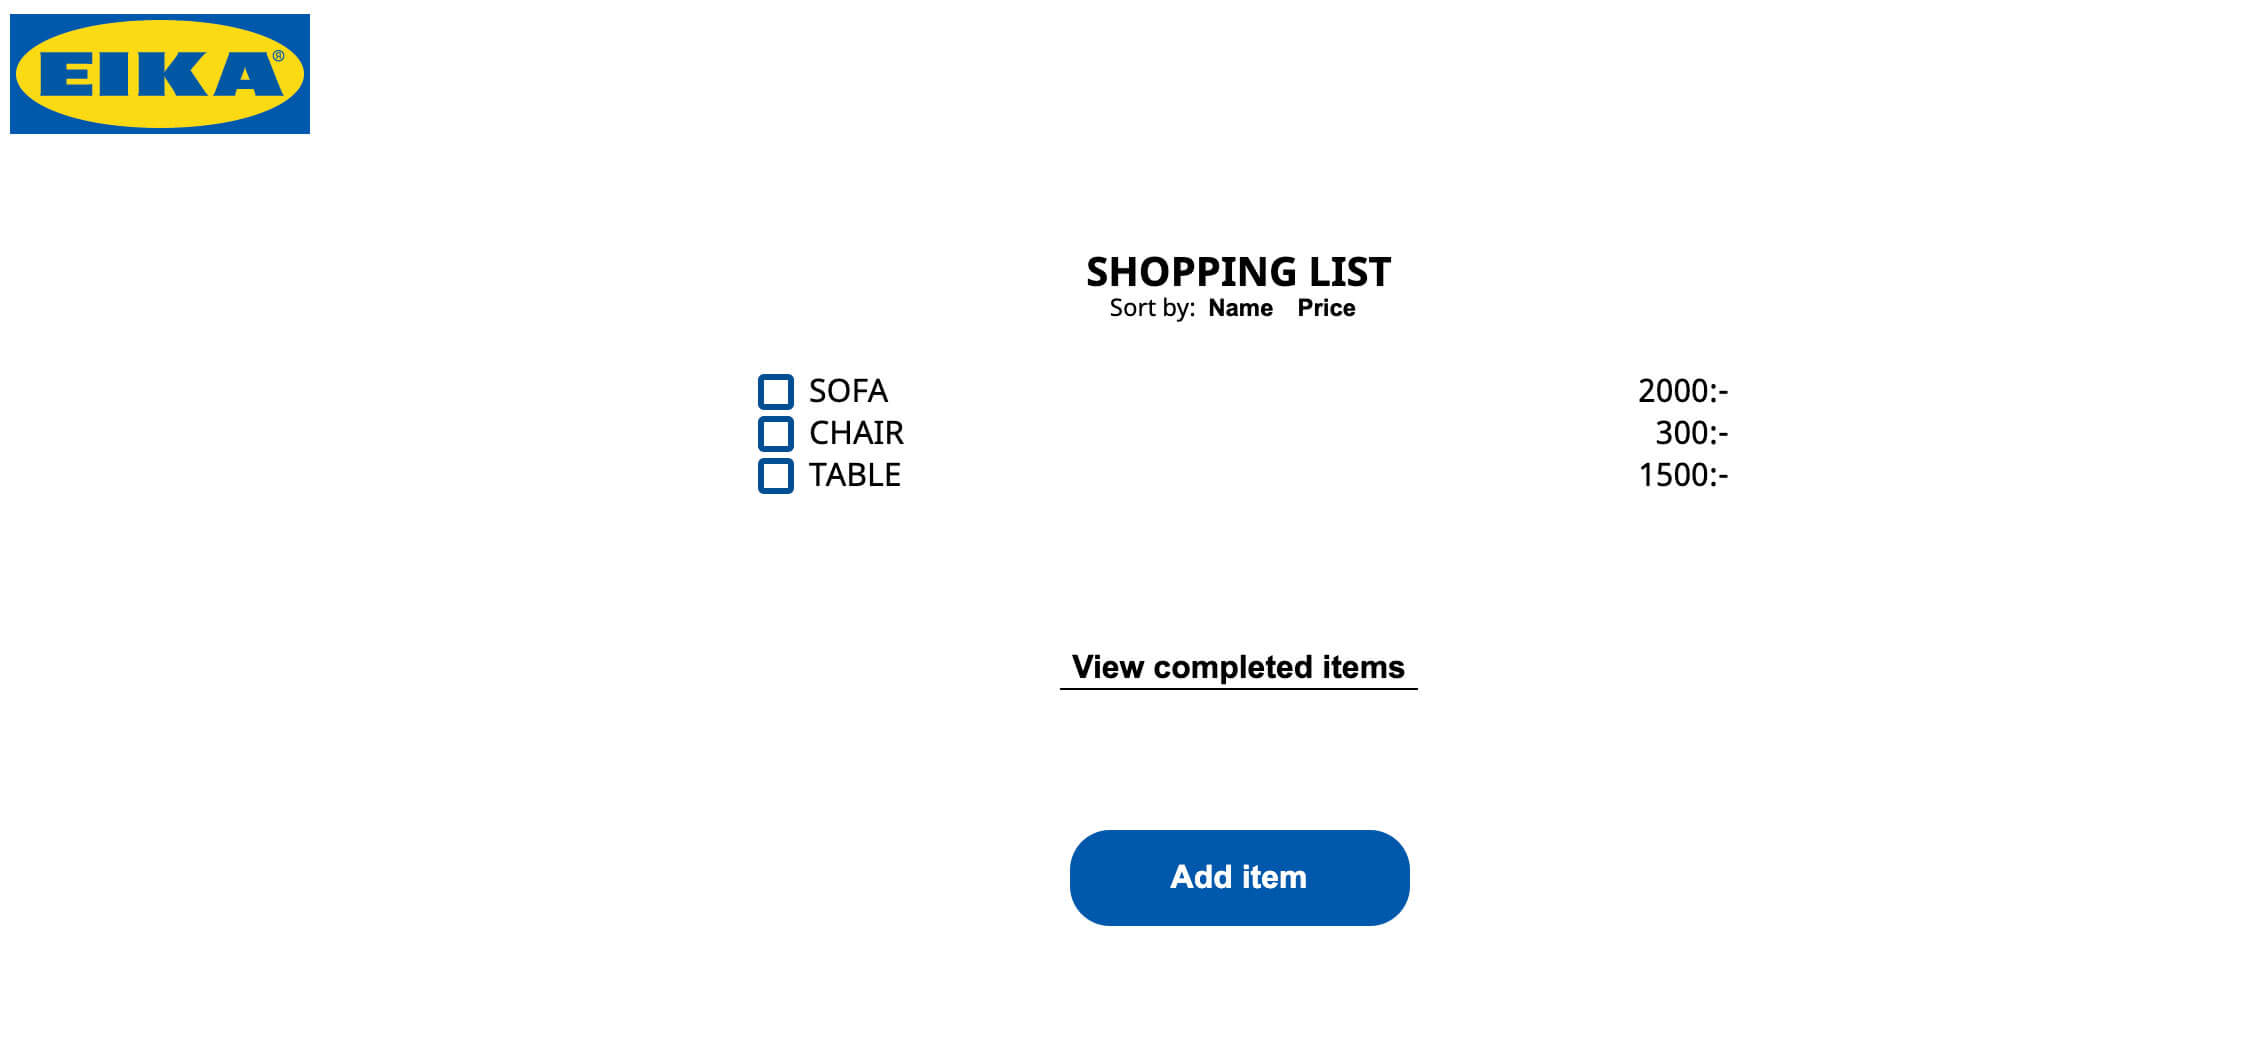 EIKA®
SHOPPING LIST
Sort by: Name Price
SOFA 2000:-
CHAIR 300:-
TABLE 1500:-
View completed items
Add item